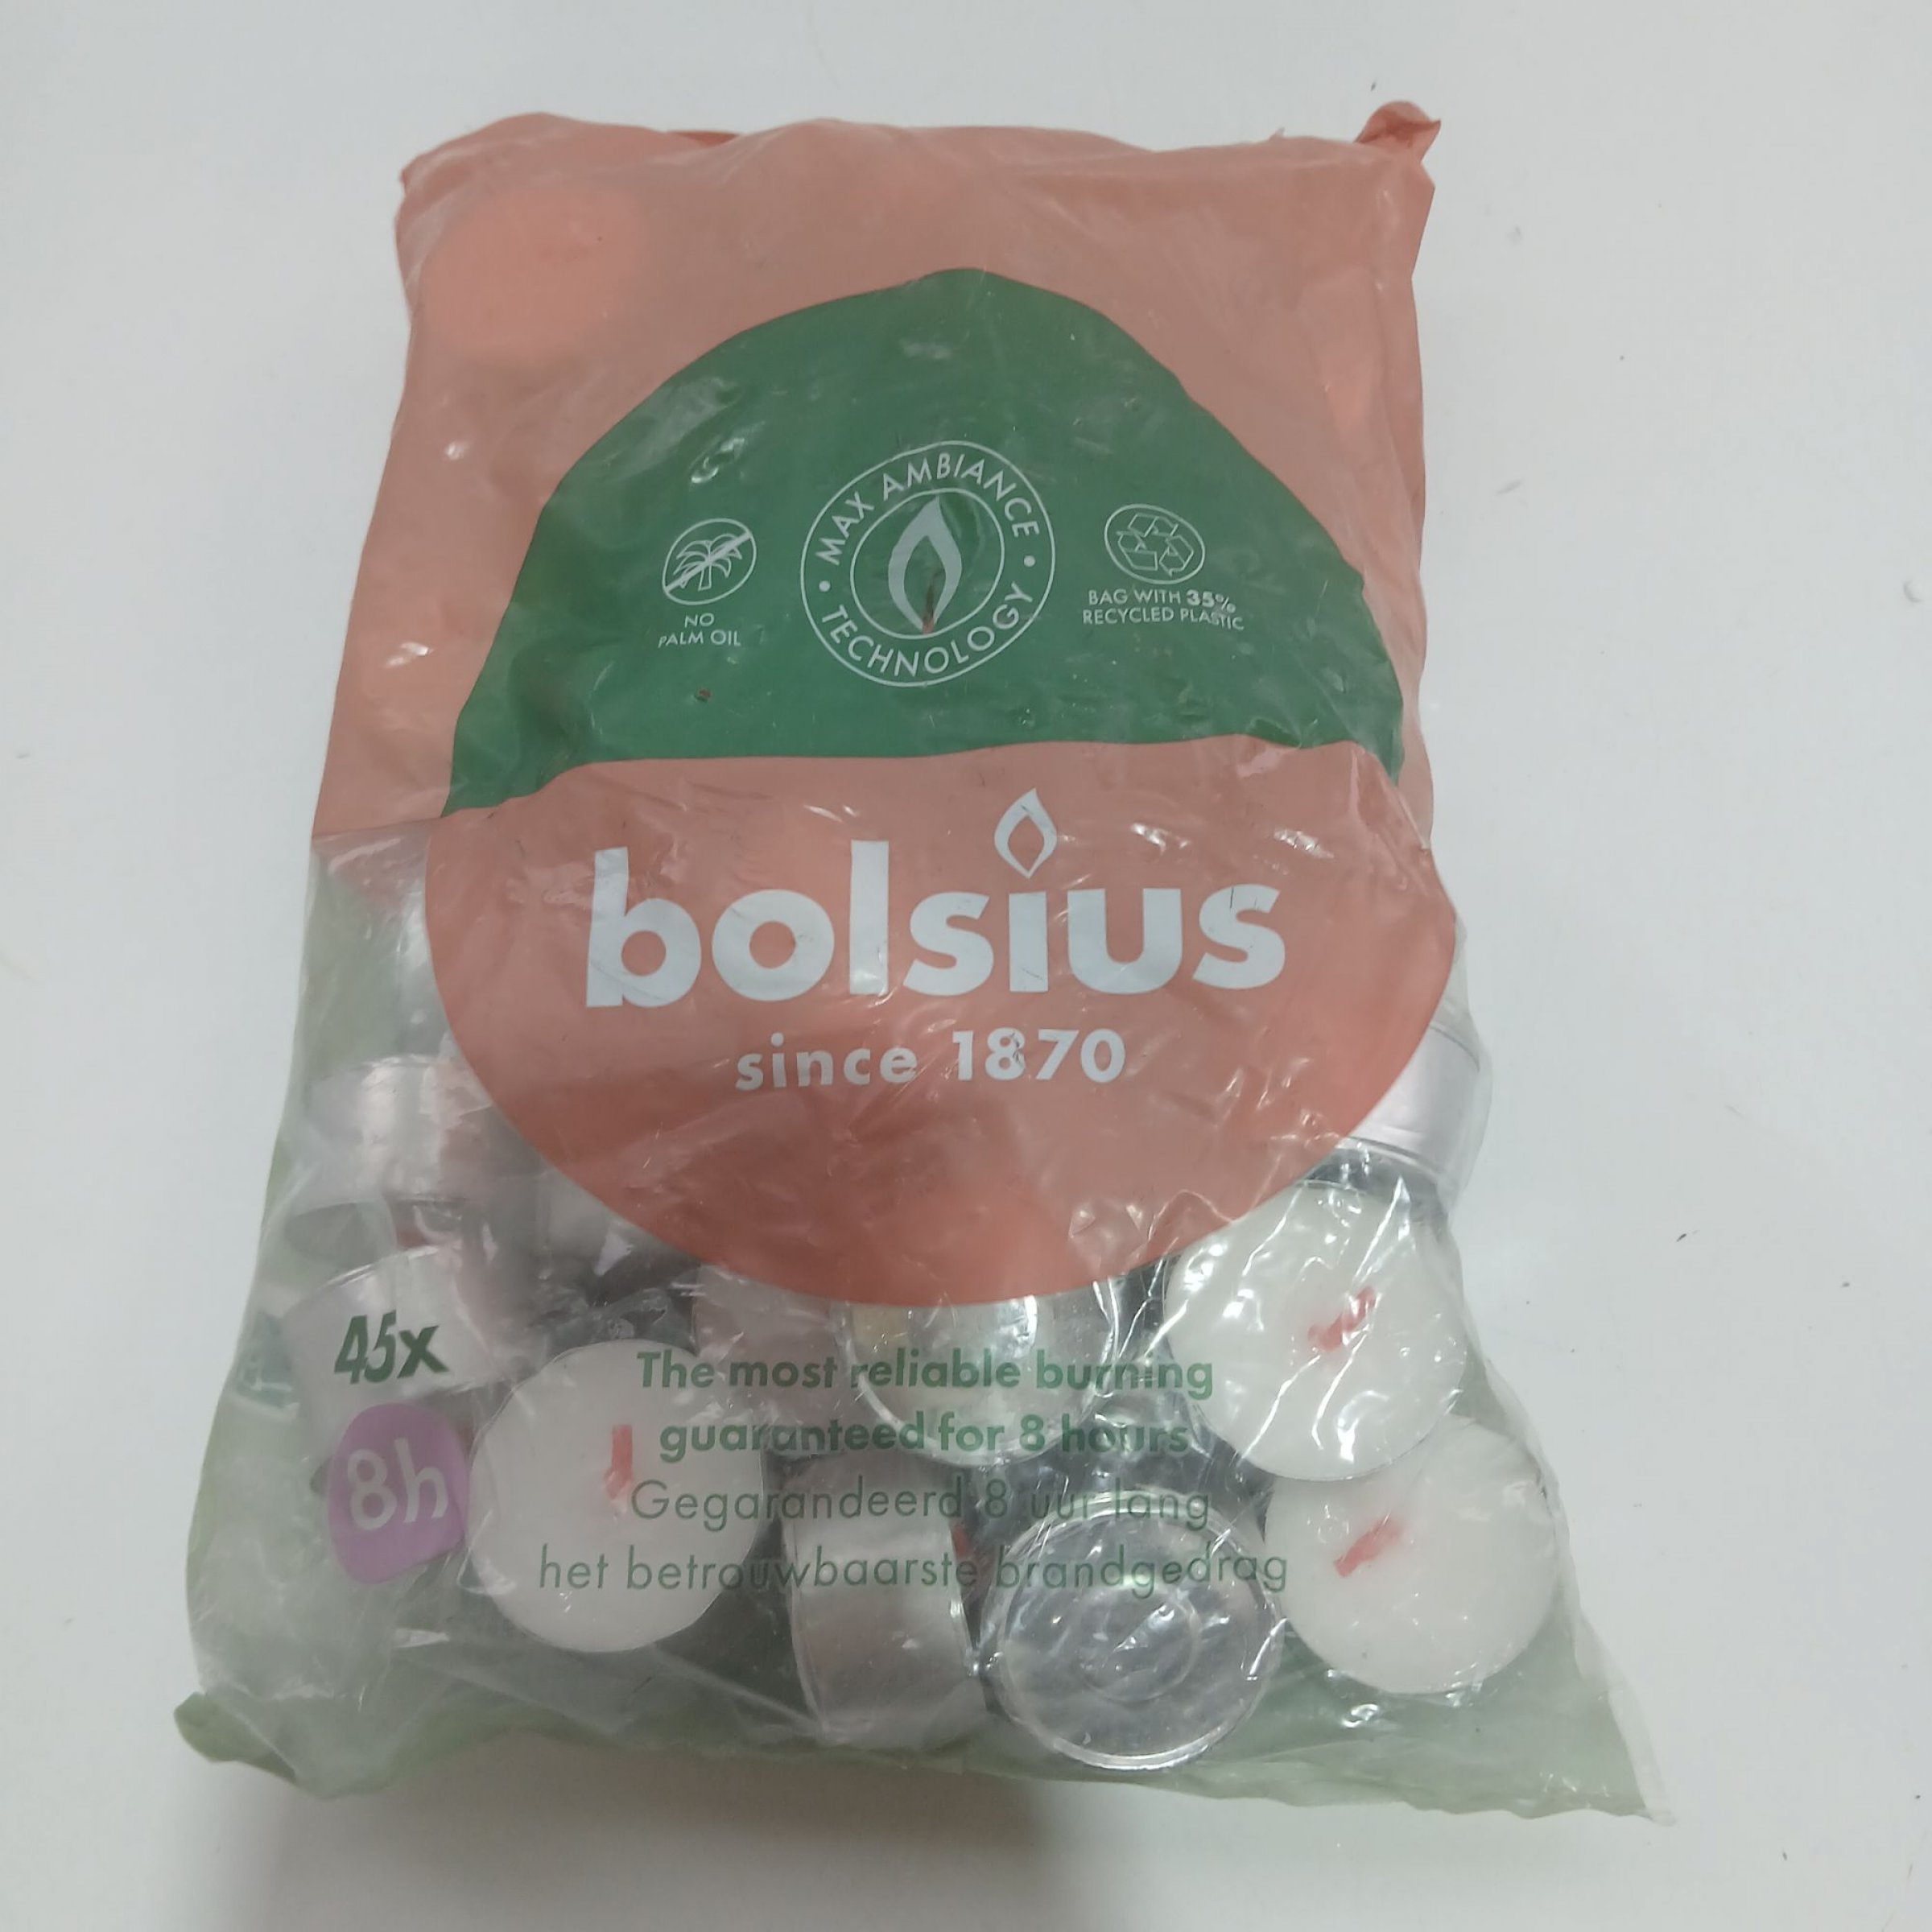 MAX AMBIANCE
• TECHNOLOGY •
NO
PALM OIL
BAG WITH 35%
RECYCLED PLASTIC
bolsius
since 1870
45x
8h
The most reliable burning
guaranteed for 8 hours
Gegarandeerd 8 uur lang
het betrouwbaarste brandgedrag